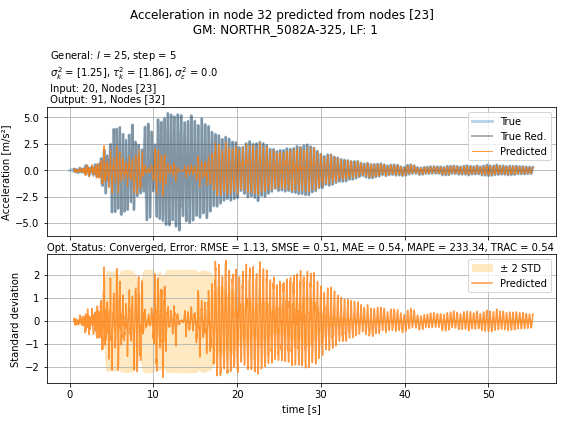 Acceleration in node 32 predicted from nodes [23]
GM: NORTHR_5082A-325, LF: 1
General: l = 25, step = 5
σ²ₖ = [1.25], τ²ₖ = [1.86], σ²ε = 0.0
Input: 20, Nodes [23]
Output: 91, Nodes [32]
Acceleration [m/s²]
5.0
2.5
0.0
−2.5
−5.0
True
True Red.
Predicted
Opt. Status: Converged, Error: RMSE = 1.13, SMSE = 0.51, MAE = 0.54, MAPE = 233.34, TRAC = 0.54
Standard deviation
2
1
0
−1
−2
± 2 STD
Predicted
0 10 20 30 40 50
time [s]